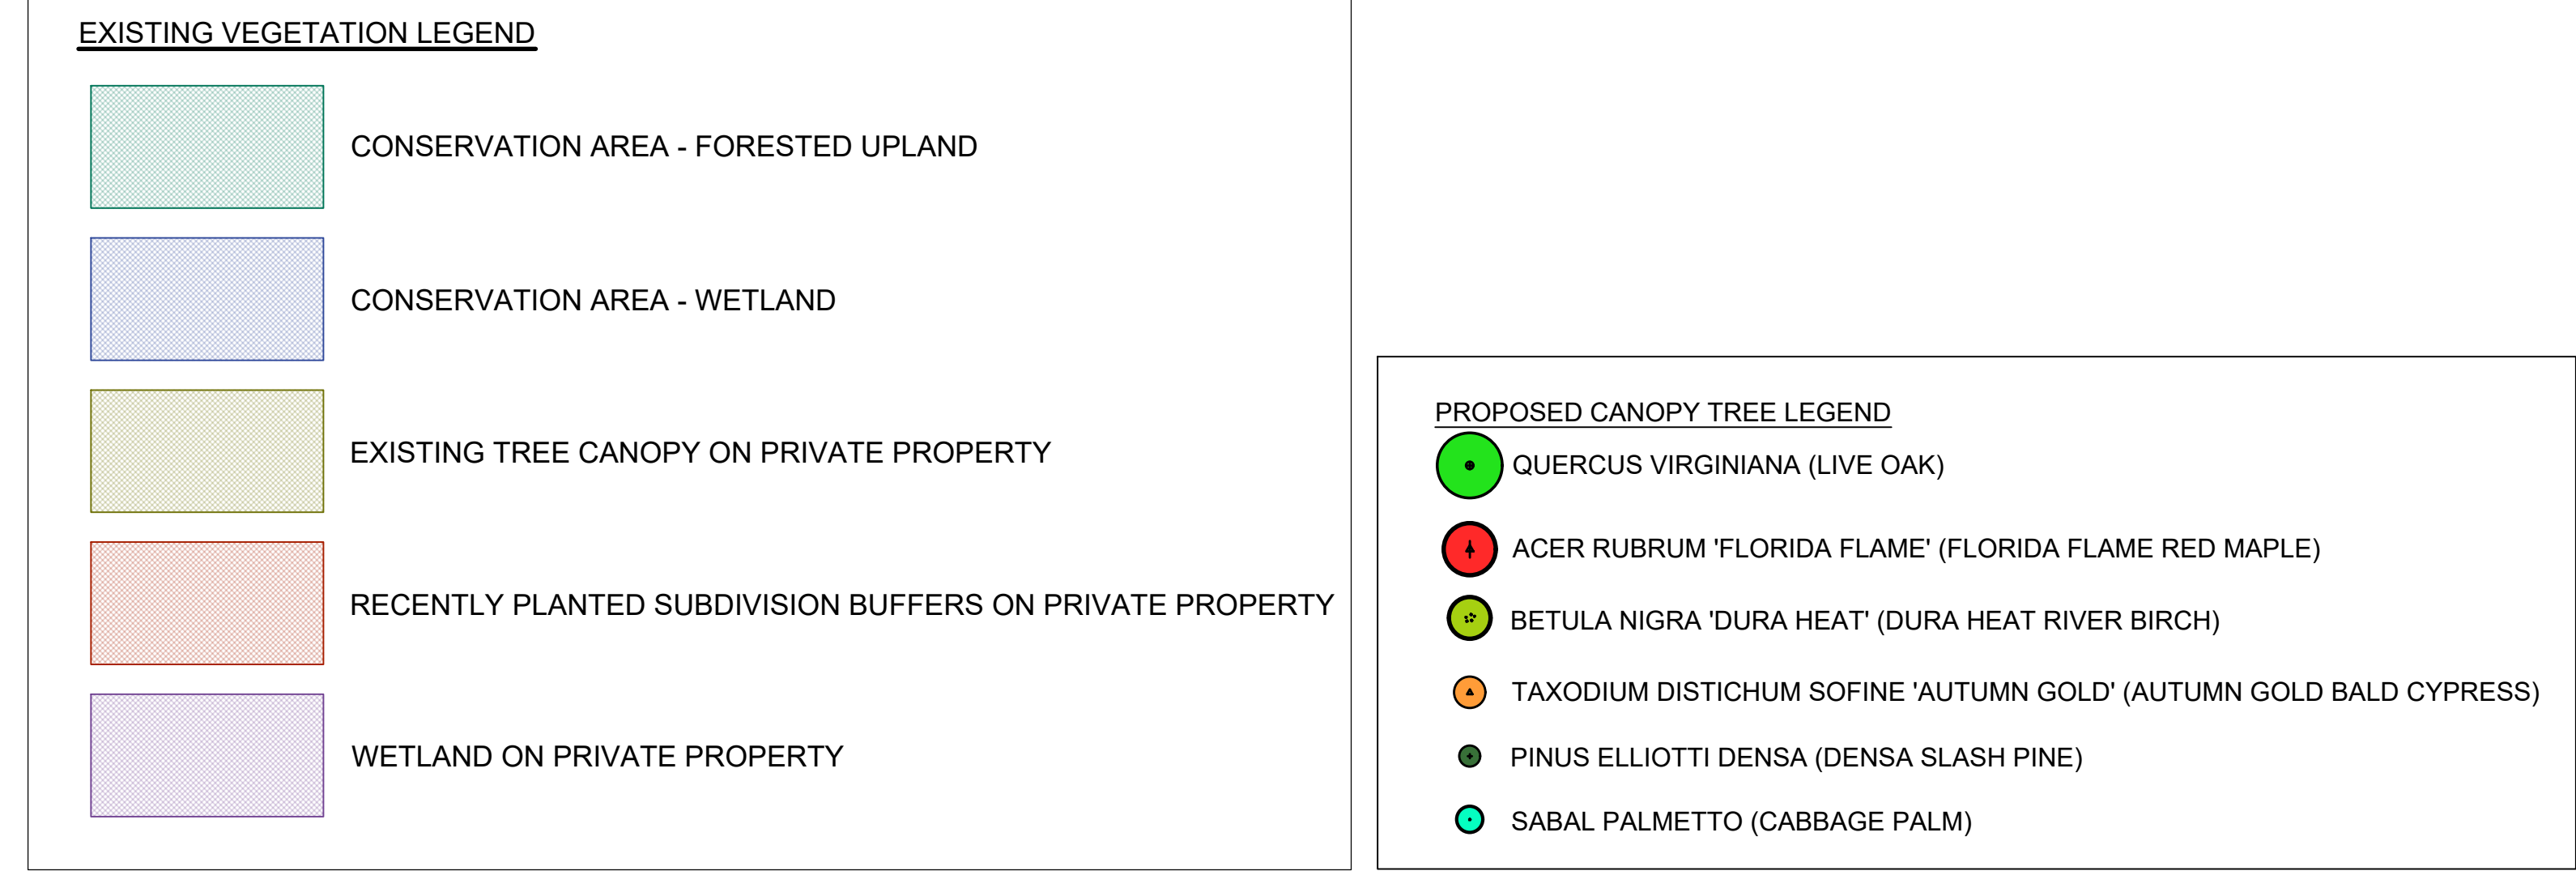 EXISTING VEGETATION LEGEND
CONSERVATION AREA - FORESTED UPLAND
CONSERVATION AREA - WETLAND
EXISTING TREE CANOPY ON PRIVATE PROPERTY
RECENTLY PLANTED SUBDIVISION BUFFERS ON PRIVATE PROPERTY
WETLAND ON PRIVATE PROPERTY
PROPOSED CANOPY TREE LEGEND
QUERCUS VIRGINIANA (LIVE OAK)
ACER RUBRUM 'FLORIDA FLAME' (FLORIDA FLAME RED MAPLE)
BETULA NIGRA 'DURA HEAT' (DURA HEAT RIVER BIRCH)
TAXODIUM DISTICHUM SOFINE 'AUTUMN GOLD' (AUTUMN GOLD BALD CYPRESS)
PINUS ELLIOTTI DENSA (DENSA SLASH PINE)
SABAL PALMETTO (CABBAGE PALM)